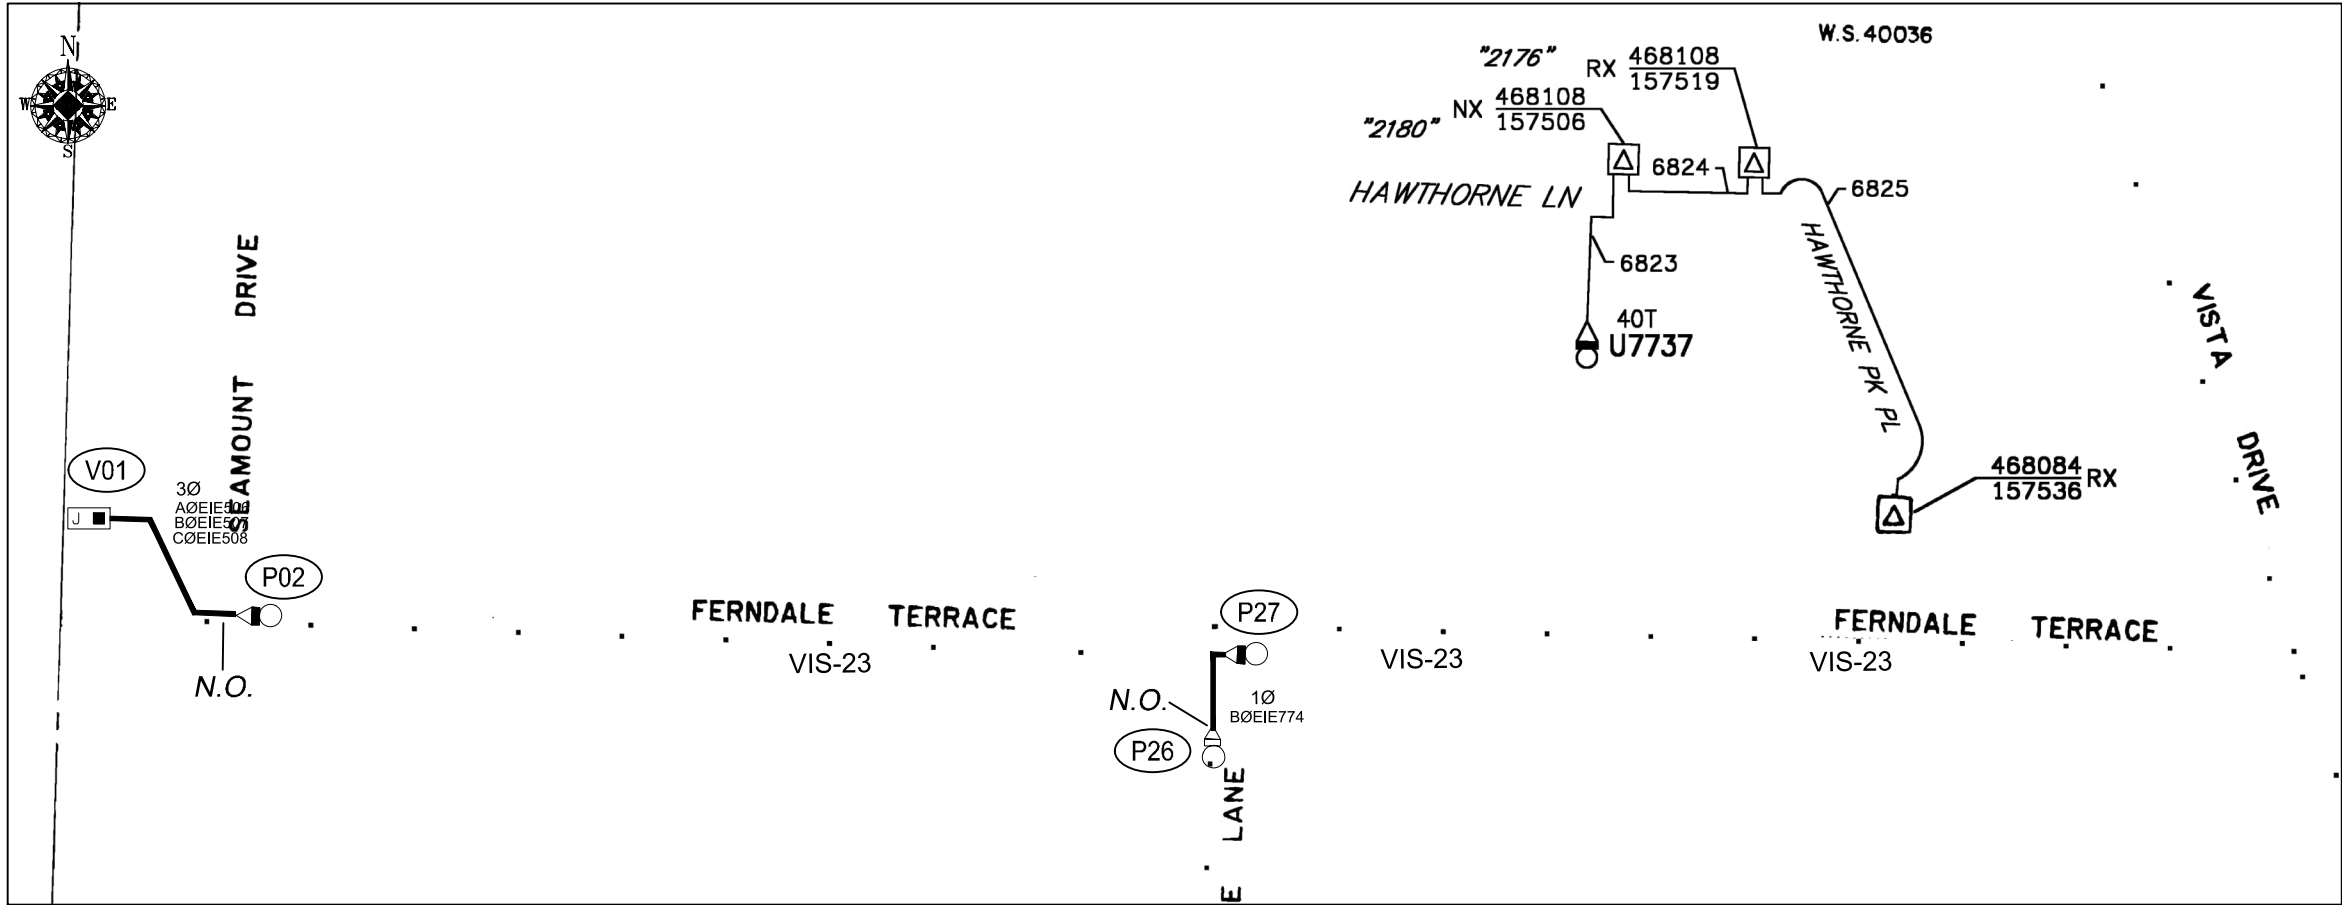 W.S. 40036
N
W E
S
"2176" RX 468108
157519
"2180" NX 468108
157506
6824
6825
HAWTHORNE LN
HAWTHORNE PK PL
6823
40T
U7737
468084 RX
157536
VISTA DRIVE
SEAMOUNT DRIVE
V01
3Ø
AØEIE506
BØEIE507
CØEIE508
J
P02
N.O.
FERNDALE TERRACE
VIS-23
P27
N.O.
1Ø
BØEIE774
P26
VIS-23
FERNDALE TERRACE
VIS-23
E LANE